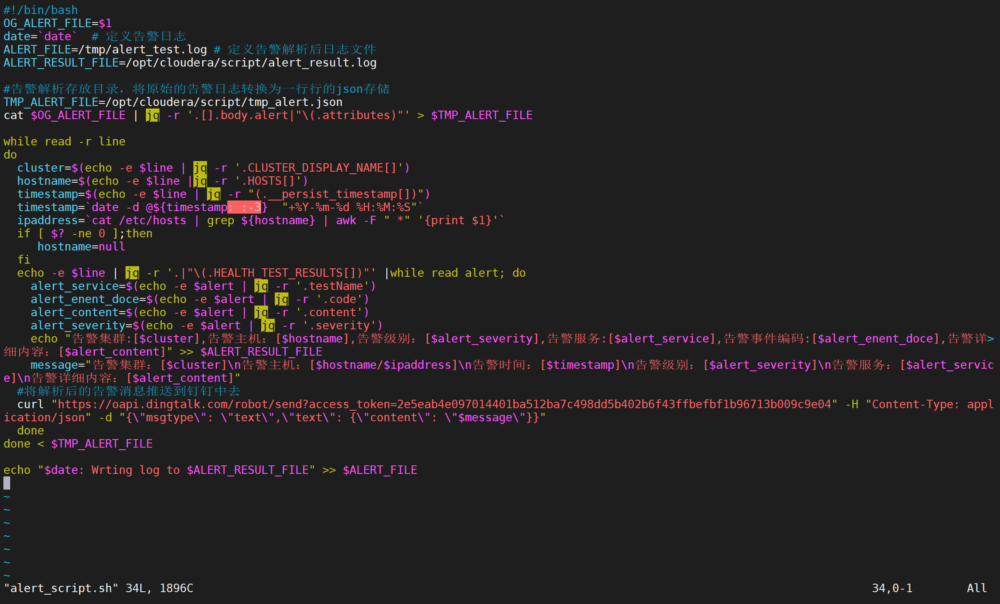 #!/bin/bash
OG_ALERT_FILE=$1
date=`date`  # 定义告警日志
ALERT_FILE=/tmp/alert_test.log # 定义告警解析后日志文件
ALERT_RESULT_FILE=/opt/cloudera/script/alert_result.log

#告警解析存放目录，将原始的告警日志转换为一行行的json存储
TMP_ALERT_FILE=/opt/cloudera/script/tmp_alert.json
cat $OG_ALERT_FILE | jq -r '.[].body.alert|"\(.attributes)"' > $TMP_ALERT_FILE

while read -r line
do
  cluster=$(echo -e $line | jq -r '.CLUSTER_DISPLAY_NAME[]')
  hostname=$(echo -e $line |jq -r '.HOSTS[]')
  timestamp=$(echo -e $line | jq -r "(.__persist_timestamp[])")
  timestamp=`date -d @${timestamp: :-3}  "+%Y-%m-%d %H:%M:%S"`
  ipaddress=`cat /etc/hosts | grep ${hostname} | awk -F " *" '{print $1}'`
  if [ $? -ne 0 ];then
     hostname=null
  fi
  echo -e $line | jq -r '.|"\(.HEALTH_TEST_RESULTS[])"' |while read alert; do
    alert_service=$(echo -e $alert | jq -r '.testName')
    alert_enent_doce=$(echo -e $alert | jq -r '.code')
    alert_content=$(echo -e $alert | jq -r '.content')
    alert_severity=$(echo -e $alert | jq -r '.severity')
    echo "告警集群:[$cluster],告警主机：[$hostname],告警级别：[$alert_severity],告警服务:[$alert_service],告警事件编码:[$alert_enent_doce],告警详>
细内容：[$alert_content]" >> $ALERT_RESULT_FILE
    message="告警集群：[$cluster]\n告警主机：[$hostname/$ipaddress]\n告警时间：[$timestamp]\n告警级别：[$alert_severity]\n告警服务：[$alert_servic
e]\n告警详细内容：[$alert_content]"
  #将解析后的告警消息推送到钉钉中去
  curl "https://oapi.dingtalk.com/robot/send?access_token=2e5eab4e097014401ba512ba7c498dd5b402b6f43ffbefbf1b96713b009c9e04" -H "Content-Type: appl
ication/json" -d "{\"msgtype\": \"text\",\"text\": {\"content\": \"$message\"}}"
  done
done < $TMP_ALERT_FILE

echo "$date: Wrting log to $ALERT_RESULT_FILE" >> $ALERT_FILE

~
~
~
~
~
~
~
"alert_script.sh" 34L, 1896C 34,0-1 All